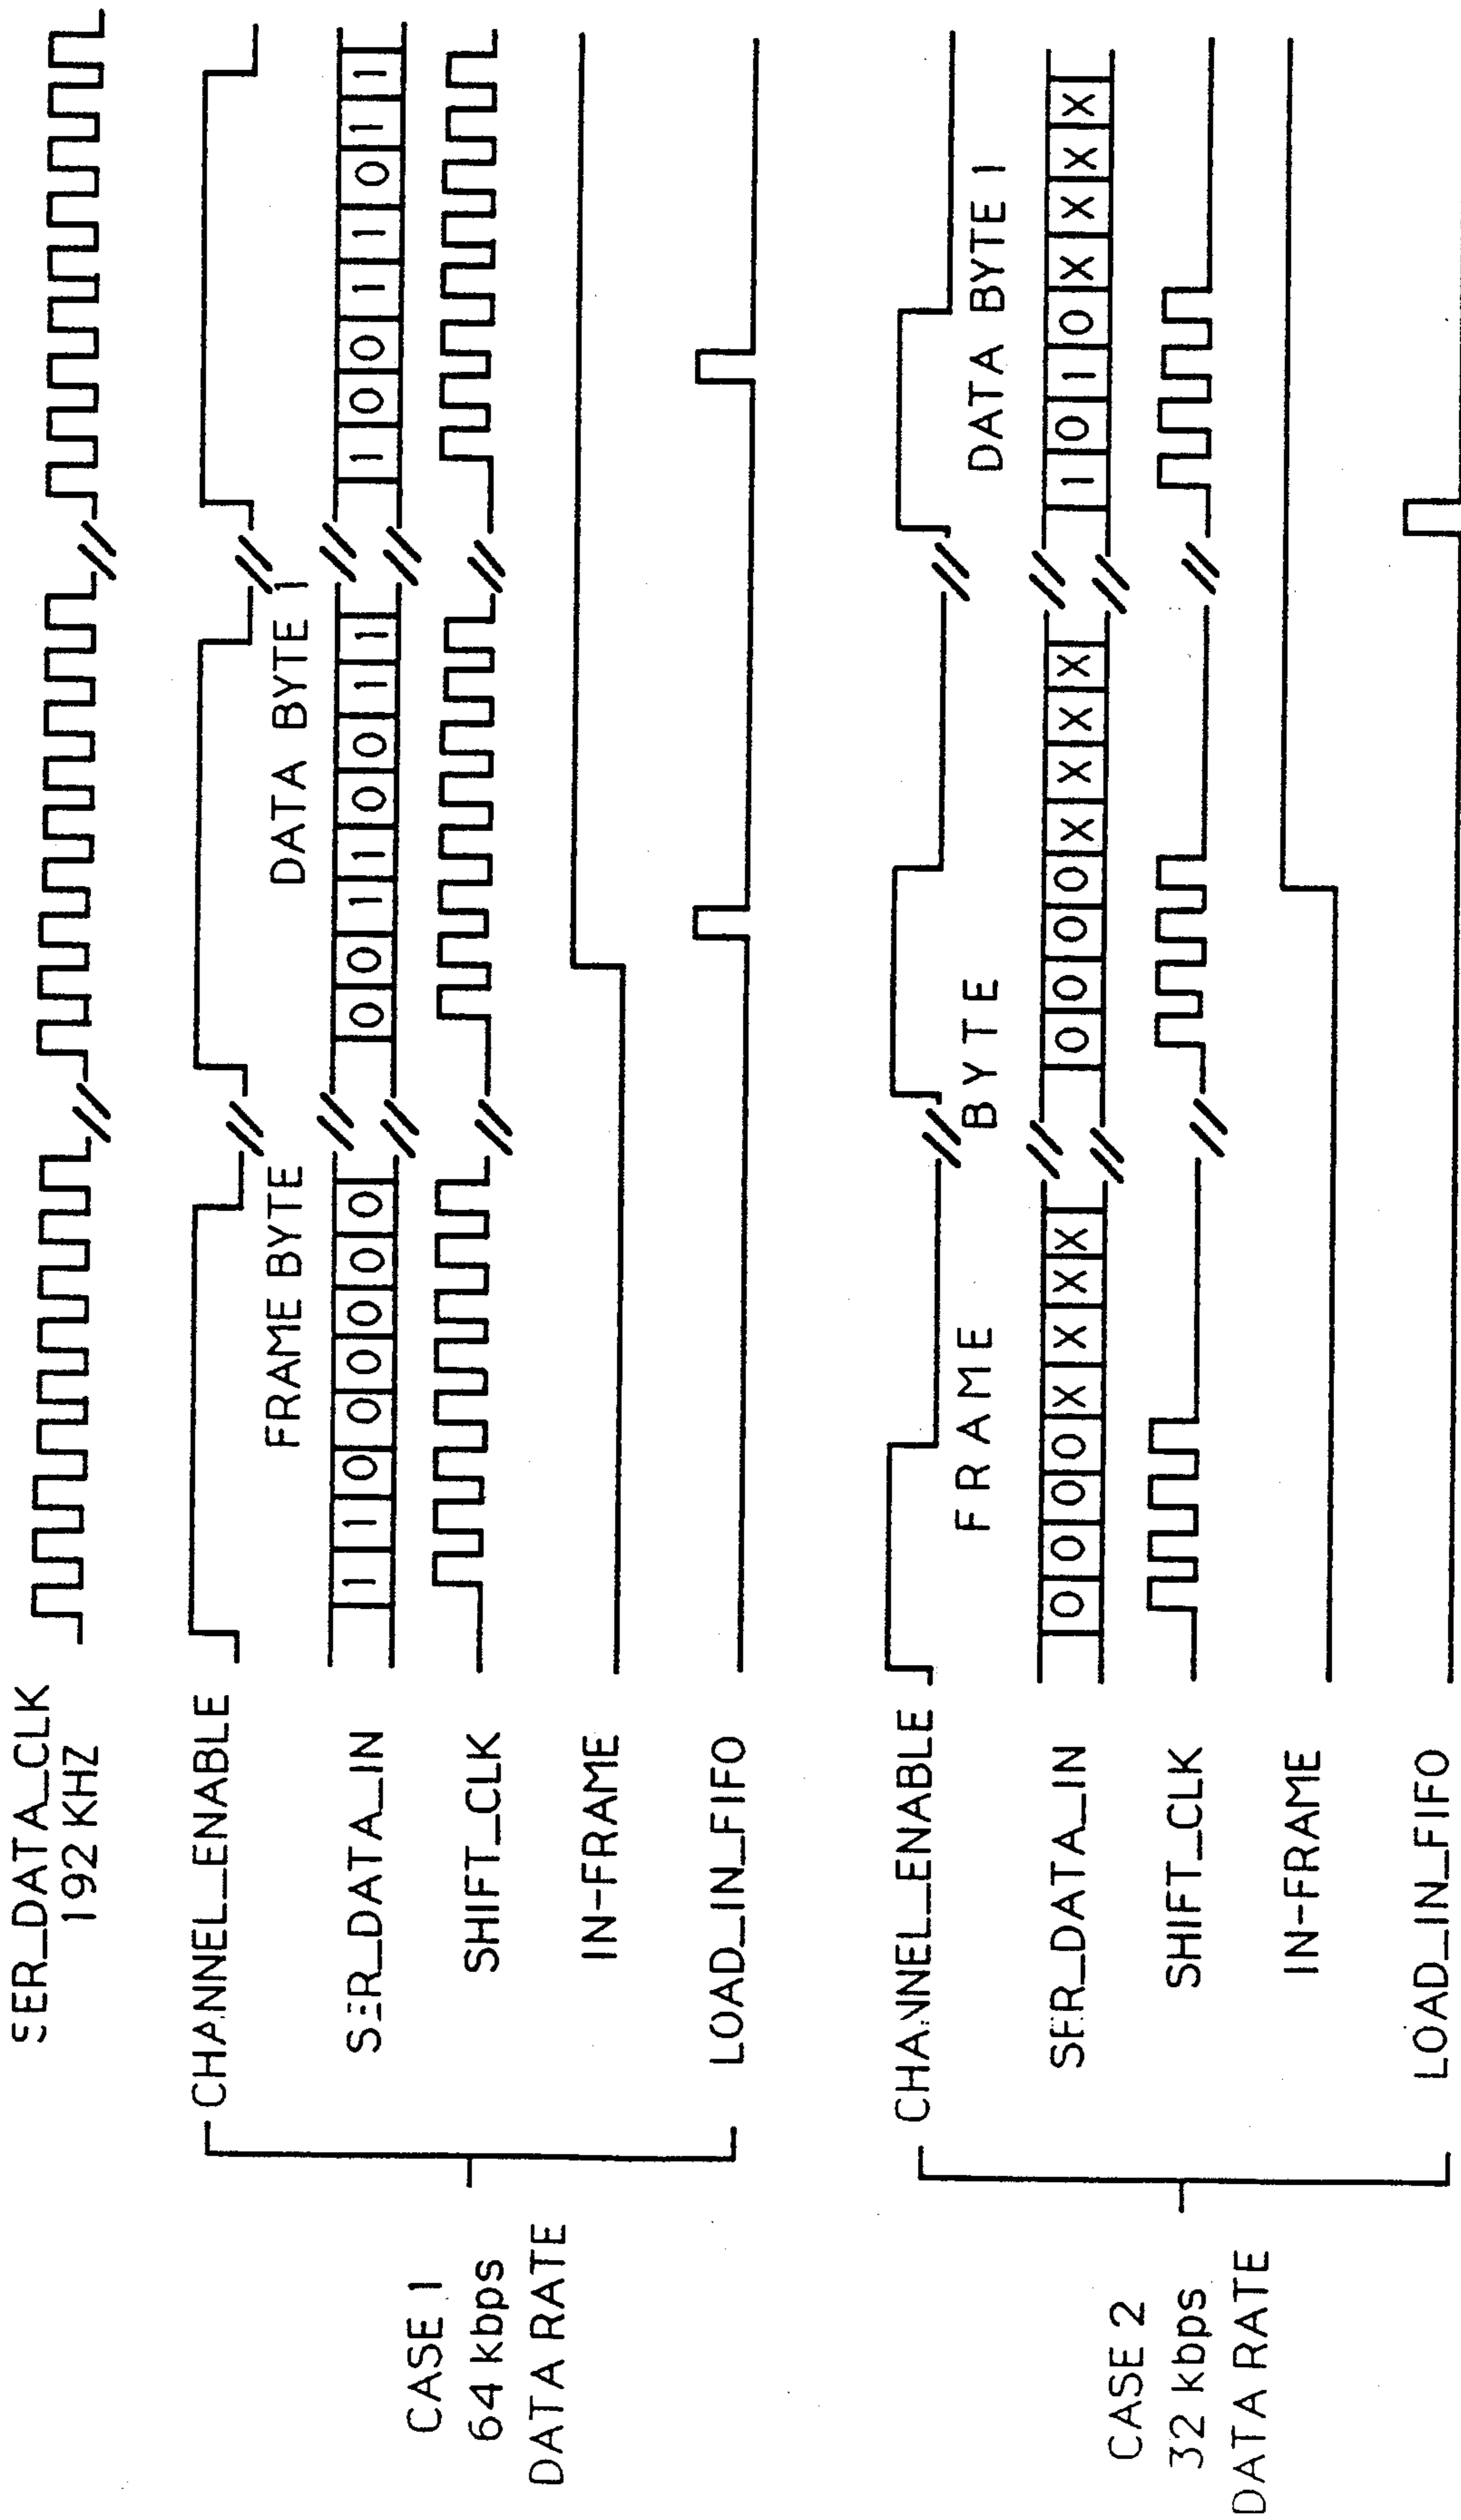 SER_DATA_CLK
192 KHZ
CHANNEL_ENABLE
FRAME BYTE
DATA BYTE 1
SER_DATA_IN
1 1 0 0 0 0 0 0
0 0 1 1 0 0 1 1
1 0 0 1 1 0 1 1
SHIFT_CLK
IN-FRAME
LOAD_IN_FIFO
CASE 1
64 kbps
DATA RATE
CHANNEL_ENABLE
FRAME BYTE
DATA BYTE 1
SER_DATA_IN
0 0 0 0 X X X X
0 0 0 0 X X X X
1 0 1 0 X X X X
SHIFT_CLK
IN-FRAME
LOAD_IN_FIFO
CASE 2
32 kbps
DATA RATE